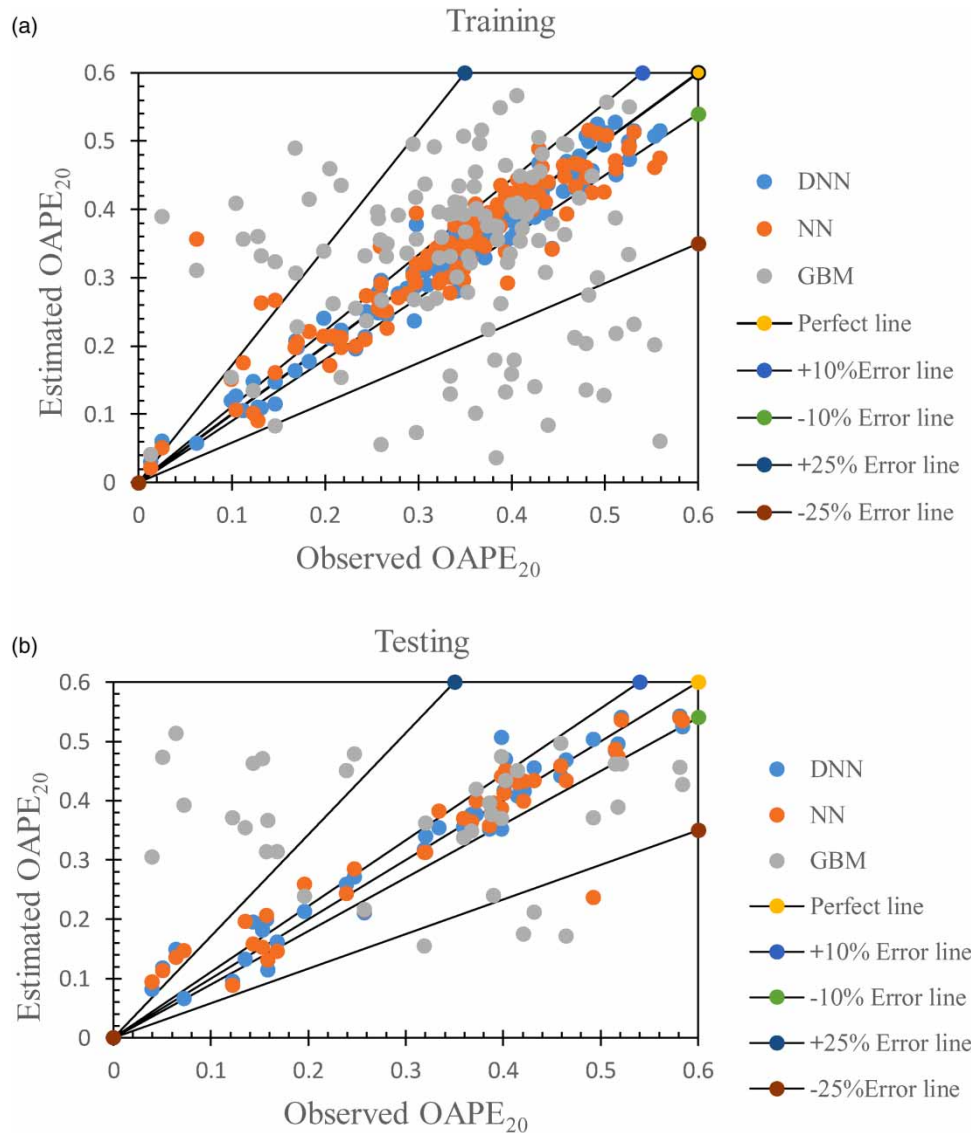 (a)
Training
Estimated OAPE20
0.6
0.5
0.4
0.3
0.2
0.1
0
0
0.1
0.2
0.3
0.4
0.5
0.6
Observed OAPE20
DNN
NN
GBM
Perfect line
+10%Error line
-10% Error line
+25% Error line
-25% Error line
(b)
Testing
Estimated OAPE20
0.6
0.5
0.4
0.3
0.2
0.1
0
0
0.1
0.2
0.3
0.4
0.5
0.6
Observed OAPE20
DNN
NN
GBM
Perfect line
+10% Error line
-10% Error line
+25% Error line
-25%Error line